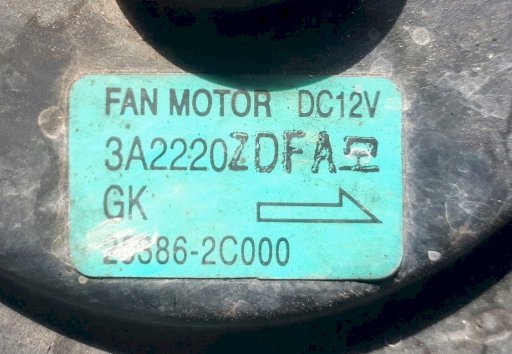 FAN MOTOR DC12V
3A2220ZDFA모
GK
25386-2C000